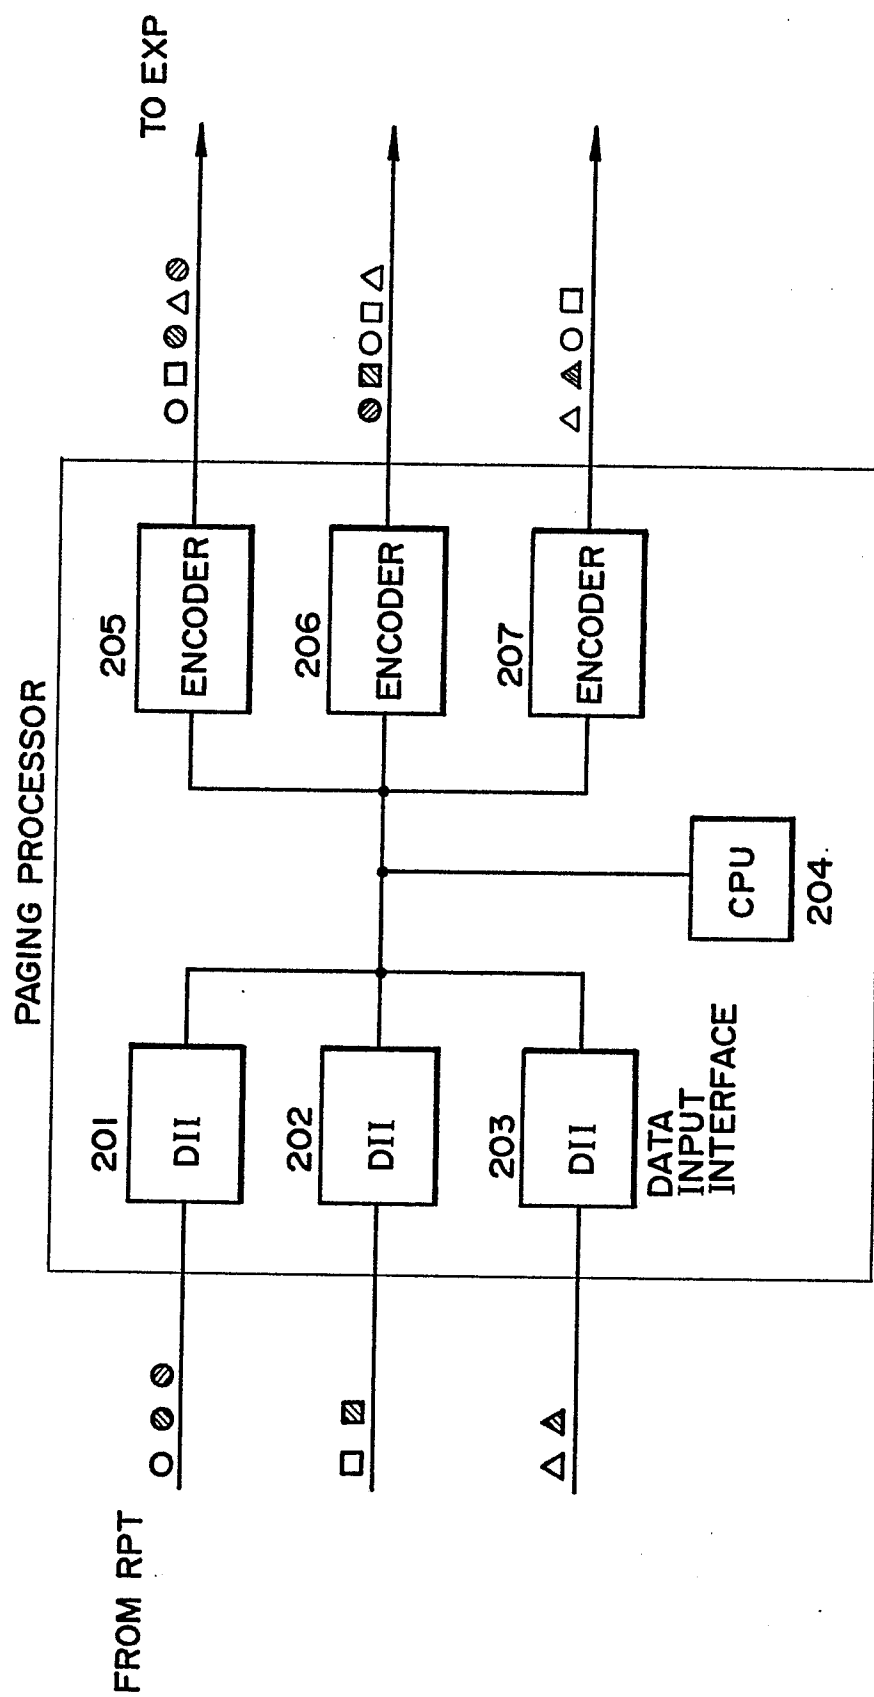 PAGING PROCESSOR
FROM RPT
TO EXP
201
DII
202
DII
203
DII
DATA
INPUT
INTERFACE
CPU
204
205
ENCODER
206
ENCODER
207
ENCODER